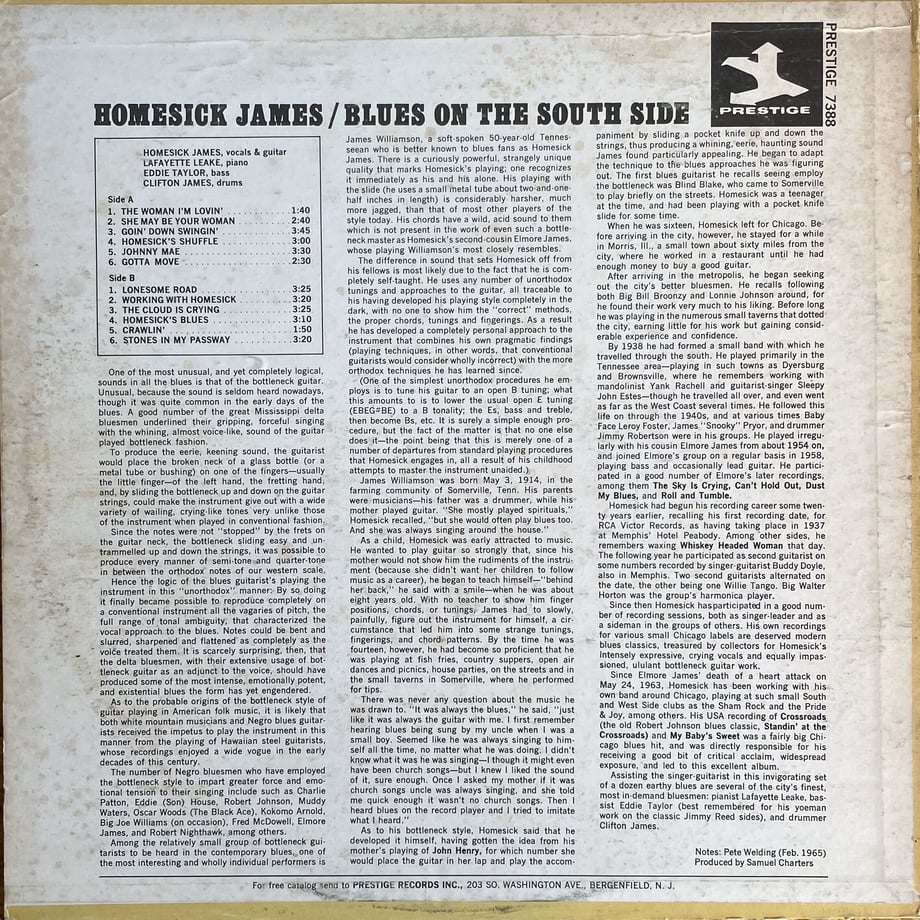 PRESTIGE
PRESTIGE 7388
HOMESICK JAMES / BLUES ON THE SOUTH SIDE
HOMESICK JAMES, vocals & guitar
LAFAYETTE LEAKE, piano
EDDIE TAYLOR, bass
CLIFTON JAMES, drums
Side A
1. THE WOMAN I'M LOVIN' . . . . . . . . . . . 1:40
2. SHE MAY BE YOUR WOMAN . . . . . . . . 2:40
3. GOIN' DOWN SWINGIN' . . . . . . . . . . . . 3:45
4. HOMESICK'S SHUFFLE . . . . . . . . . . . . 3:00
5. JOHNNY MAE . . . . . . . . . . . . . . . . . . 3:30
6. GOTTA MOVE . . . . . . . . . . . . . . . . . . 2:30
Side B
1. LONESOME ROAD . . . . . . . . . . . . . . . 3:25
2. WORKING WITH HOMESICK . . . . . . . . 3:20
3. THE CLOUD IS CRYING . . . . . . . . . . . . 3:25
4. HOMESICK'S BLUES . . . . . . . . . . . . . . 3:10
5. CRAWLIN' . . . . . . . . . . . . . . . . . . . . 1:50
6. STONES IN MY PASSWAY . . . . . . . . . . 3:20
One of the most unusual, and yet completely logical,
sounds in all the blues is that of the bottleneck guitar.
Unusual, because the sound is seldom heard nowadays,
though it was quite common in the early days of the
blues. A good number of the great Mississippi delta
bluesmen underlined their gripping, forceful singing
with the whining, almost voice-like, sound of the guitar
played bottleneck fashion.
To produce the eerie, keening sound, the guitarist
would place the broken neck of a glass bottle (or a
metal tube or bushing) on one of the fingers—usually
the little finger—of the left hand, the fretting hand,
and, by sliding the bottleneck up and down on the guitar
strings, could make the instrument give out with a wide
variety of wailing, crying-like tones very unlike those
of the instrument when played in conventional fashion.
Since the notes were not "stopped" by the frets on
the guitar neck, the bottleneck sliding easy and un-
trammelled up and down the strings, it was possible to
produce every manner of semi-tone and quarter-tone
in between the orthodox notes of our western scale.
Hence the logic of the blues guitarist's playing the
instrument in this "unorthodox" manner: By so doing
it finally became possible to reproduce completely on
a conventional instrument all the vagaries of pitch, the
full range of tonal ambiguity, that characterized the
vocal approach to the blues. Notes could be bent and
slurred, sharpened and flattened as completely as the
voice treated them. It is scarcely surprising, then, that
the delta bluesmen, with their extensive usage of bot-
tleneck guitar as an adjunct to the voice, should have
produced some of the most intense, emotionally potent,
and existential blues the form has yet engendered.
As to the probable origins of the bottleneck style of
guitar playing in American folk music, it is likely that
both white mountain musicians and Negro blues guitar-
ists received the impetus to play the instrument in this
manner from the playing of Hawaiian steel guitarists,
whose recordings enjoyed a wide vogue in the early
decades of this century.
The number of Negro bluesmen who have employed
the bottleneck style to impart greater force and emo-
tional tension to their singing include such as Charlie
Patton, Eddie (Son) House, Robert Johnson, Muddy
Waters, Oscar Woods (The Black Ace), Kokomo Arnold,
Big Joe Williams (on occasion), Fred McDowell, Elmore
James, and Robert Nighthawk, among others.
Among the relatively small group of bottleneck gui-
tarists to be heard in the contemporary blues, one of
the most interesting and wholly individual performers is
James Williamson, a soft-spoken 50-year-old Tennes-
seean who is better known to blues fans as Homesick
James. There is a curiously powerful, strangely unique
quality that marks Homesick's playing; one recognizes
it immediately as his and his alone. His playing with
the slide (he uses a small metal tube about two-and-one-
half inches in length) is considerably harsher, much
more jagged, than that of most other players of the
style today. His chords have a wild, acid sound to them
which is not present in the work of even such a bottle-
neck master as Homesick's second-cousin Elmore James,
whose playing Williamson's most closely resembles.
The difference in sound that sets Homesick off from
his fellows is most likely due to the fact that he is com-
pletely self-taught. He uses any number of unorthodox
tunings and approaches to the guitar, all traceable to
his having developed his playing style completely in the
dark, with no one to show him the "correct" methods,
the proper chords, tunings and fingerings. As a result
he has developed a completely personal approach to the
instrument that combines his own pragmatic findings
(playing techniques, in other words, that conventional
guitarists would consider wholly incorrect) with the more
orthodox techniques he has learned since.
(One of the simplest unorthodox procedures he em-
ploys is to tune his guitar to an open B tuning; what
this amounts to is to lower the usual open E tuning
(EBEG#BE) to a B tonality; the Es, bass and treble,
then become Bs, etc. It is surely a simple enough pro-
cedure, but the fact of the matter is that no one else
does it—the point being that this is merely one of a
number of departures from standard playing procedures
that Homesick engages in, all a result of his childhood
attempts to master the instrument unaided.)
James Williamson was born May 3, 1914, in the
farming community of Somerville, Tenn. His parents
were musicians—his father was a drummer, while his
mother played guitar. "She mostly played spirituals,"
Homesick recalled, "but she would often play blues too.
And she was always singing around the house."
As a child, Homesick was early attracted to music.
He wanted to play guitar so strongly that, since his
mother would not show him the rudiments of the instru-
ment (because she didn't want her children to follow
music as a career), he began to teach himself—"behind
her back," he said with a smile—when he was about
eight years old. With no teacher to show him finger
positions, chords, or tunings, James had to, slowly,
painfully, figure out the instrument for himself, a cir-
cumstance that led him into some strange tunings,
fingerings, and chord patterns. By the time he was
fourteen, however, he had become so proficient that he
was playing at fish fries, country suppers, open air
dances and picnics, house parties, on the streets and in
the small taverns in Somerville, where he performed
for tips.
There was never any question about the music he
was drawn to. "It was always the blues," he said, "just
like it was always the guitar with me. I first remember
hearing blues being sung by my uncle when I was a
small boy. Seemed like he was always singing to him-
self all the time, no matter what he was doing. I didn't
know what it was he was singing—I though it might even
have been church songs—but I knew I liked the sound
of it, sure enough. Once I asked my mother if it was
church songs uncle was always singing, and she told
me quick enough it wasn't no church songs. Then I
heard blues on the record player and I tried to imitate
what I heard."
As to his bottleneck style, Homesick said that he
developed it himself, having gotten the idea from his
mother's playing of John Henry, for which number she
would place the guitar in her lap and play the accom-
paniment by sliding a pocket knife up and down the
strings, thus producing a whining, eerie, haunting sound
James found particularly appealing. He began to adapt
the technique to the blues approaches he was figuring
out. The first blues guitarist he recalls seeing employ
the bottleneck was Blind Blake, who came to Somerville
to play briefly on the streets. Homesick was a teenager
at the time, and had been playing with a pocket knife
slide for some time.
When he was sixteen, Homesick left for Chicago. Be-
fore arriving in the city, however, he stayed for a while
in Morris, Ill., a small town about sixty miles from the
city, where he worked in a restaurant until he had
enough money to buy a good guitar.
After arriving in the metropolis, he began seeking
out the city's better bluesmen. He recalls following
both Big Bill Broonzy and Lonnie Johnson around, for
he found their work very much to his liking. Before long
he was playing in the numerous small taverns that dotted
the city, earning little for his work but gaining consid-
erable experience and confidence.
By 1938 he had formed a small band with which he
travelled through the south. He played primarily in the
Tennessee area—playing in such towns as Dyersburg
and Brownsville, where he remembers working with
mandolinist Yank Rachell and guitarist-singer Sleepy
John Estes—though he travelled all over, and even went
as far as the West Coast several times. He followed this
life on through the 1940s, and at various times Baby
Face Leroy Foster, James "Snooky" Pryor, and drummer
Jimmy Robertson were in his groups. He played irregu-
larly with his cousin Elmore James from about 1954 on,
and joined Elmore's group on a regular basis in 1958,
playing bass and occasionally lead guitar. He partici-
pated in a good number of Elmore's later recordings,
among them The Sky is Crying, Can't Hold Out, Dust
My Blues, and Roll and Tumble.
Homesick had begun his recording career some twen-
ty years earlier, recalling his first recording date, for
RCA Victor Records, as having taken place in 1937
at Memphis' Hotel Peabody. Among other sides, he
remembers waxing Whiskey Headed Woman that day.
The following year he participated as second guitarist on
some numbers recorded by singer-guitarist Buddy Doyle,
also in Memphis. Two second guitarists alternated on
the date, the other being one Willie Tango. Big Walter
Horton was the group's harmonica player.
Since then Homesick has participated in a good num-
ber of recording sessions, both as singer-leader and as
a sideman in the groups of others. His own recordings
for various small Chicago labels are deserved modern
blues classics, treasured by collectors for Homesick's
intensely expressive, crying vocals and equally impas-
sioned, ululant bottleneck guitar work.
Since Elmore James' death of a heart attack on
May 24, 1963, Homesick has been working with his
own band around Chicago, playing at such small South
and West Side clubs as the Sham Rock and the Pride
& Joy, among others. His USA recording of Crossroads
(the old Robert Johnson blues classic, Standin' at the
Crossroads) and My Baby's Sweet was a fairly big Chi-
cago blues hit, and was directly responsible for his
receiving a good bit of critical acclaim, widespread
exposure, and led to this excellent album.
Assisting the singer-guitarist in this invigorating set
of a dozen earthy blues are several of the city's finest,
most in-demand bluesmen: pianist Lafayette Leake, bas-
sist Eddie Taylor (best remembered for his yoeman
work on the classic Jimmy Reed sides), and drummer
Clifton James.
Notes: Pete Welding (Feb. 1965)
Produced by Samuel Charters
For free catalog send to PRESTIGE RECORDS INC., 203 SO. WASHINGTON AVE., BERGENFIELD, N. J.